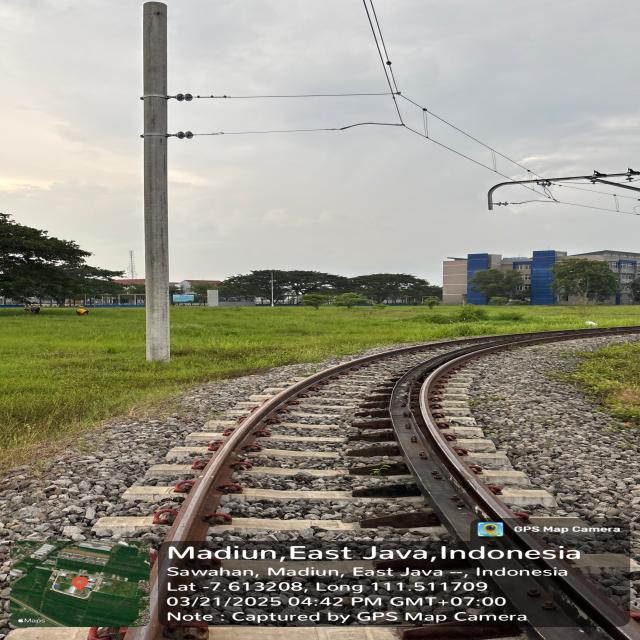 GPS Map Camera
Madiun,East Java,Indonesia
Sawahan, Madiun, East Java —, Indonesia
Lat -7.613208, Long 111.511709
03/21/2025 04:42 PM GMT+07:00
Note : Captured by GPS Map Camera
Maps